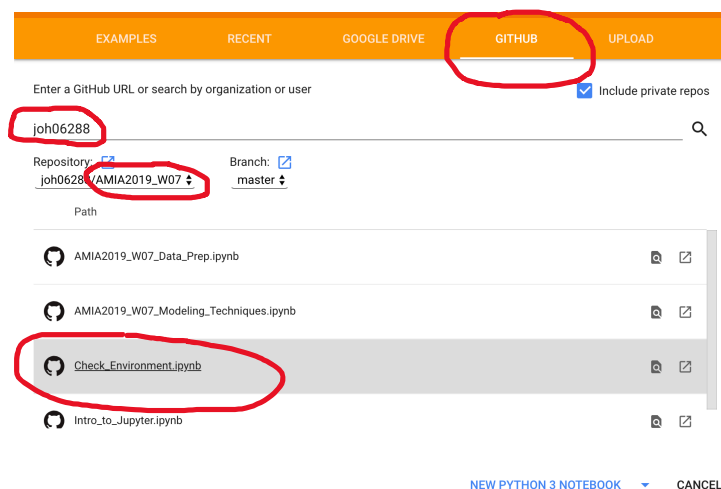 EXAMPLES RECENT GOOGLE DRIVE GITHUB UPLOAD
Enter a GitHub URL or search by organization or user
Include private repos
joh06288
Repository: Branch:
joh06288/AMIA2019_W07 master
Path
AMIA2019_W07_Data_Prep.ipynb
AMIA2019_W07_Modeling_Techniques.ipynb
Check_Environment.ipynb
Intro_to_Jupyter.ipynb
NEW PYTHON 3 NOTEBOOK CANCEL